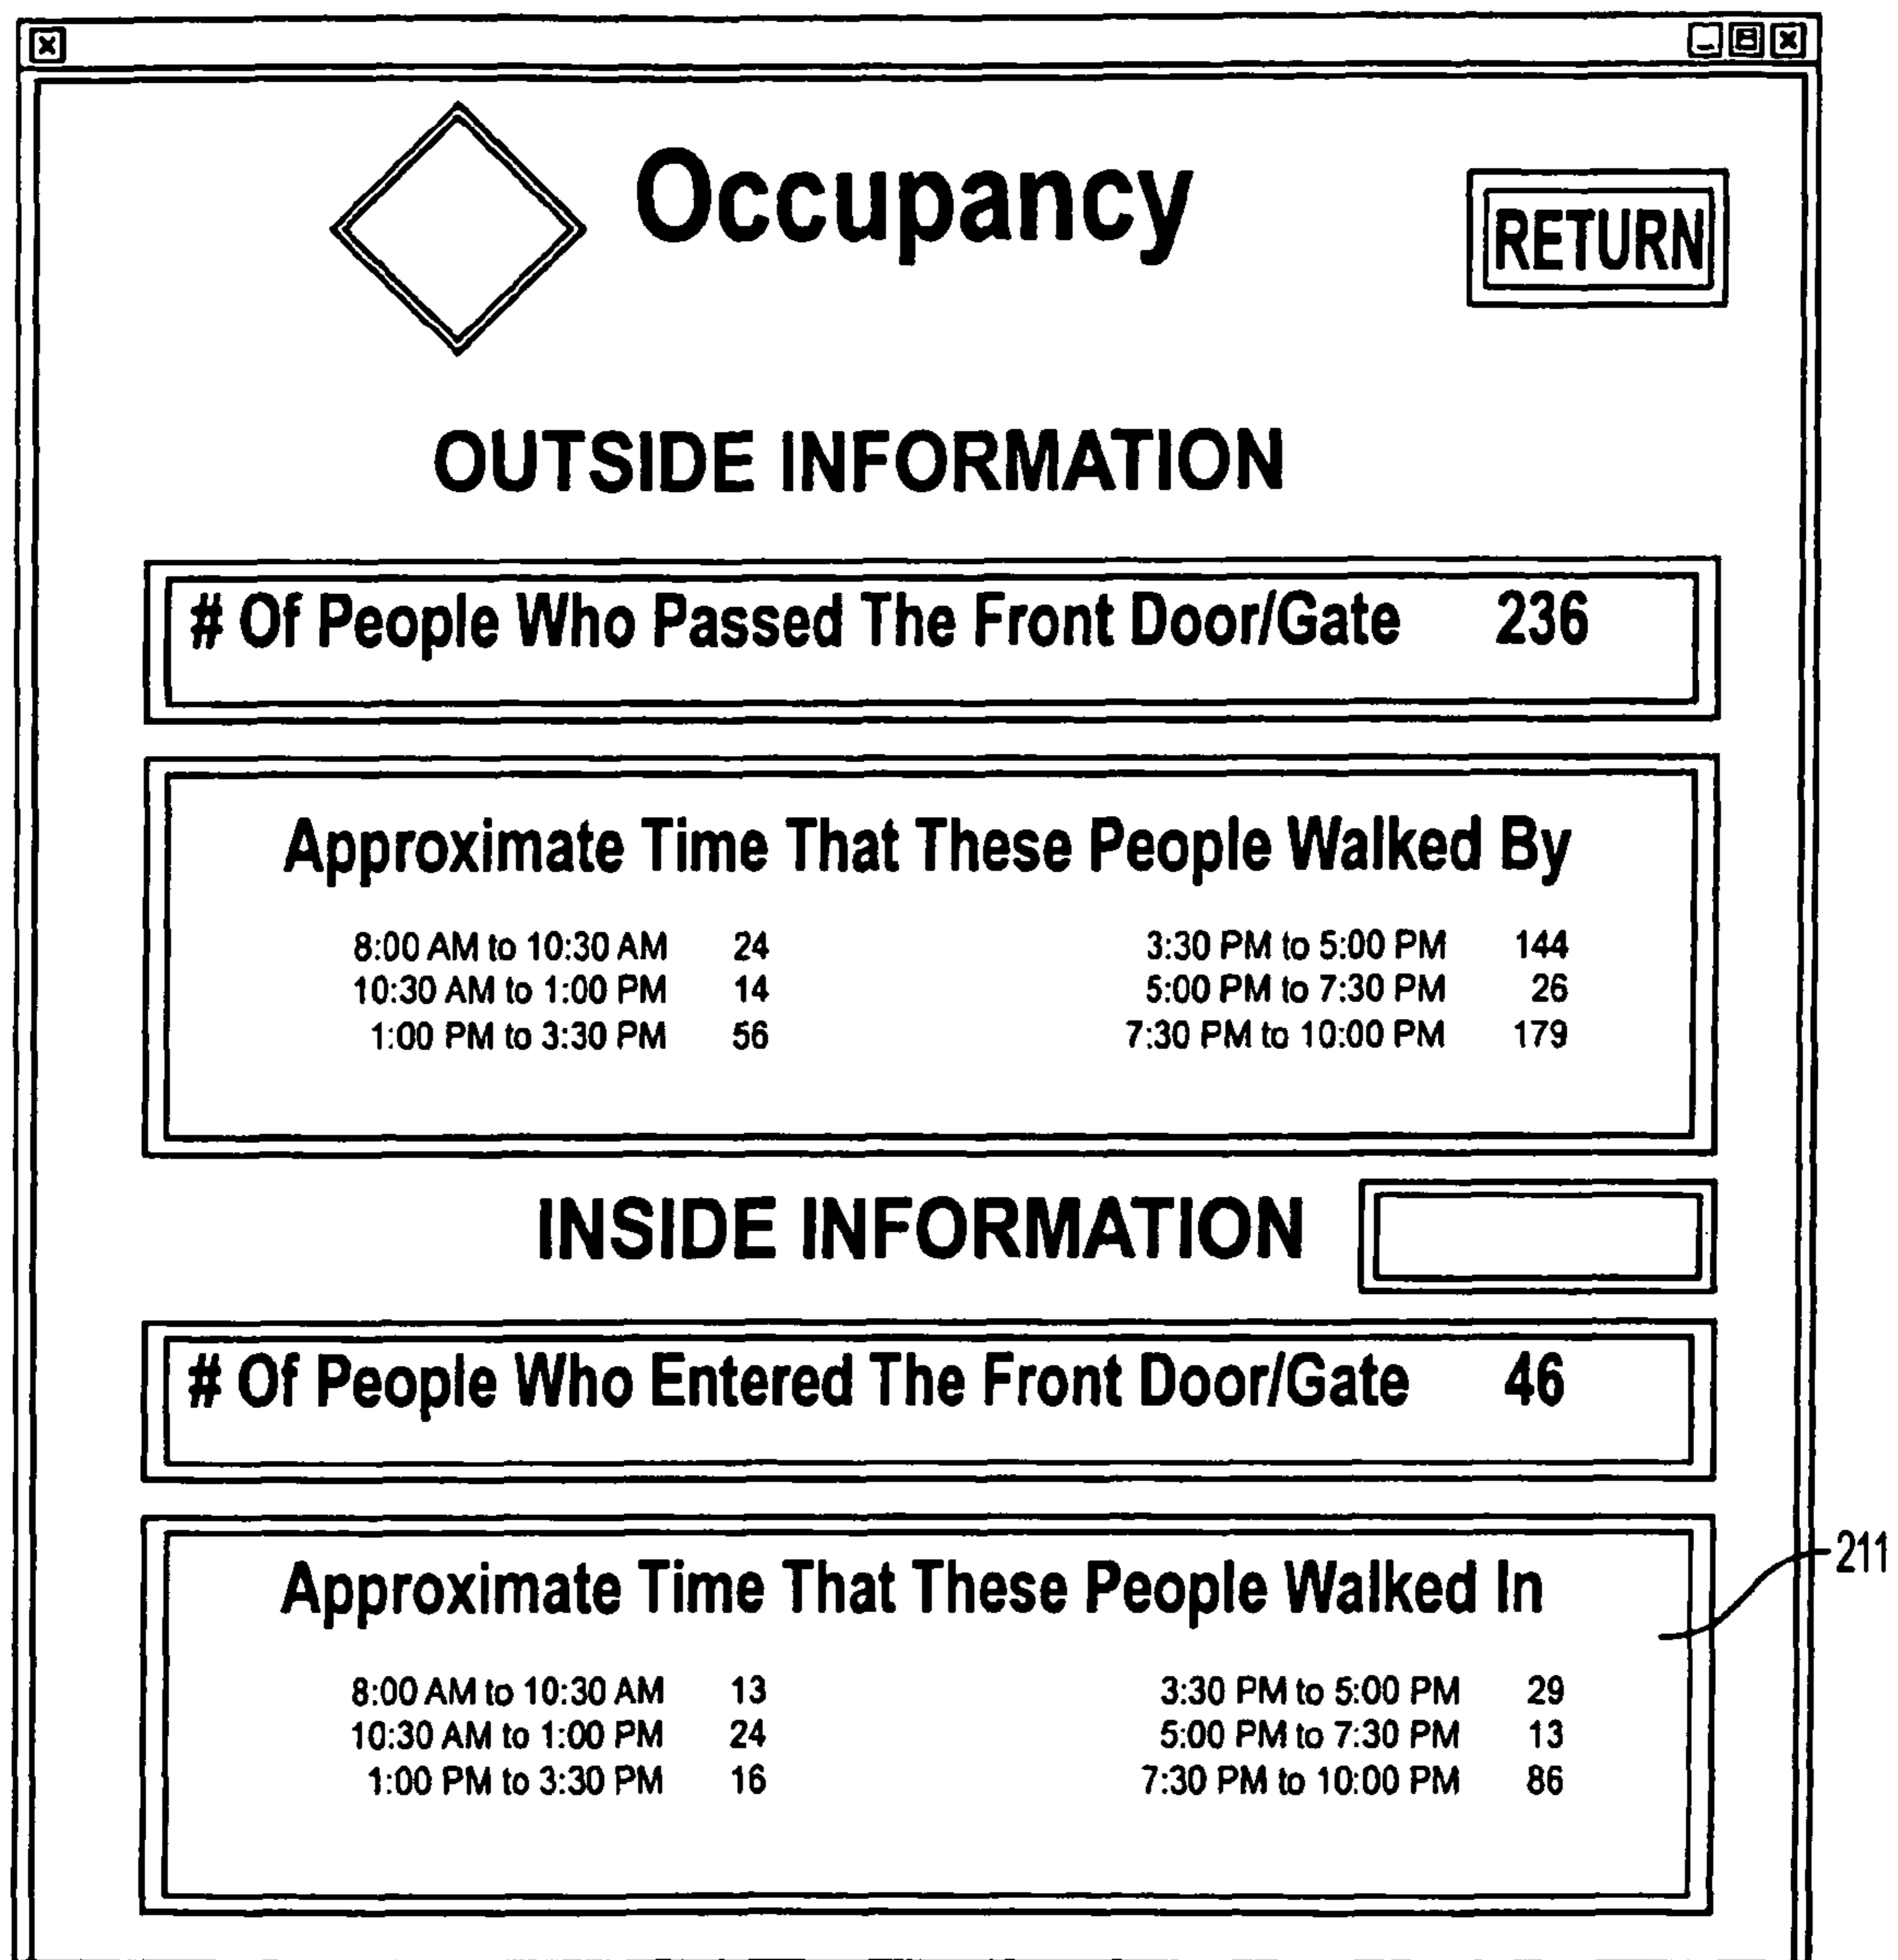 Occupancy
RETURN
OUTSIDE INFORMATION
# Of People Who Passed The Front Door/Gate 236
Approximate Time That These People Walked By
8:00 AM to 10:30 AM 24 3:30 PM to 5:00 PM 144
10:30 AM to 1:00 PM 14 5:00 PM to 7:30 PM 26
1:00 PM to 3:30 PM 56 7:30 PM to 10:00 PM 179
INSIDE INFORMATION
# Of People Who Entered The Front Door/Gate 46
211
Approximate Time That These People Walked In
8:00 AM to 10:30 AM 13 3:30 PM to 5:00 PM 29
10:30 AM to 1:00 PM 24 5:00 PM to 7:30 PM 13
1:00 PM to 3:30 PM 16 7:30 PM to 10:00 PM 86